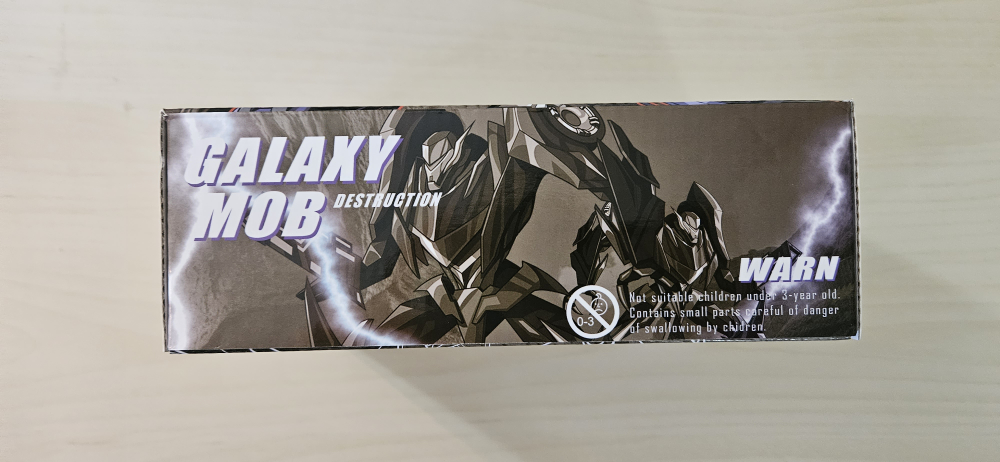 GALAXY
MOB DESTRUCTION
WARN
Not suitable children under 3-year old.
Contains small parts careful of danger
of swallowing by chidren.
0-3